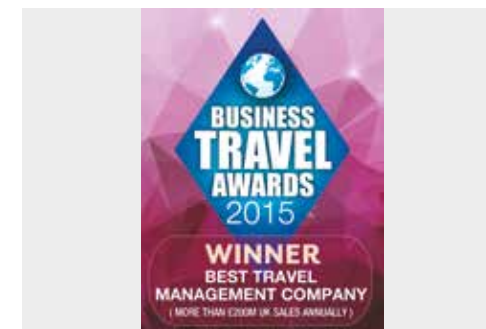 BUSINESS
TRAVEL
AWARDS
2015
WINNER
BEST TRAVEL
MANAGEMENT COMPANY
( MORE THAN £200M UK SALES ANNUALLY )